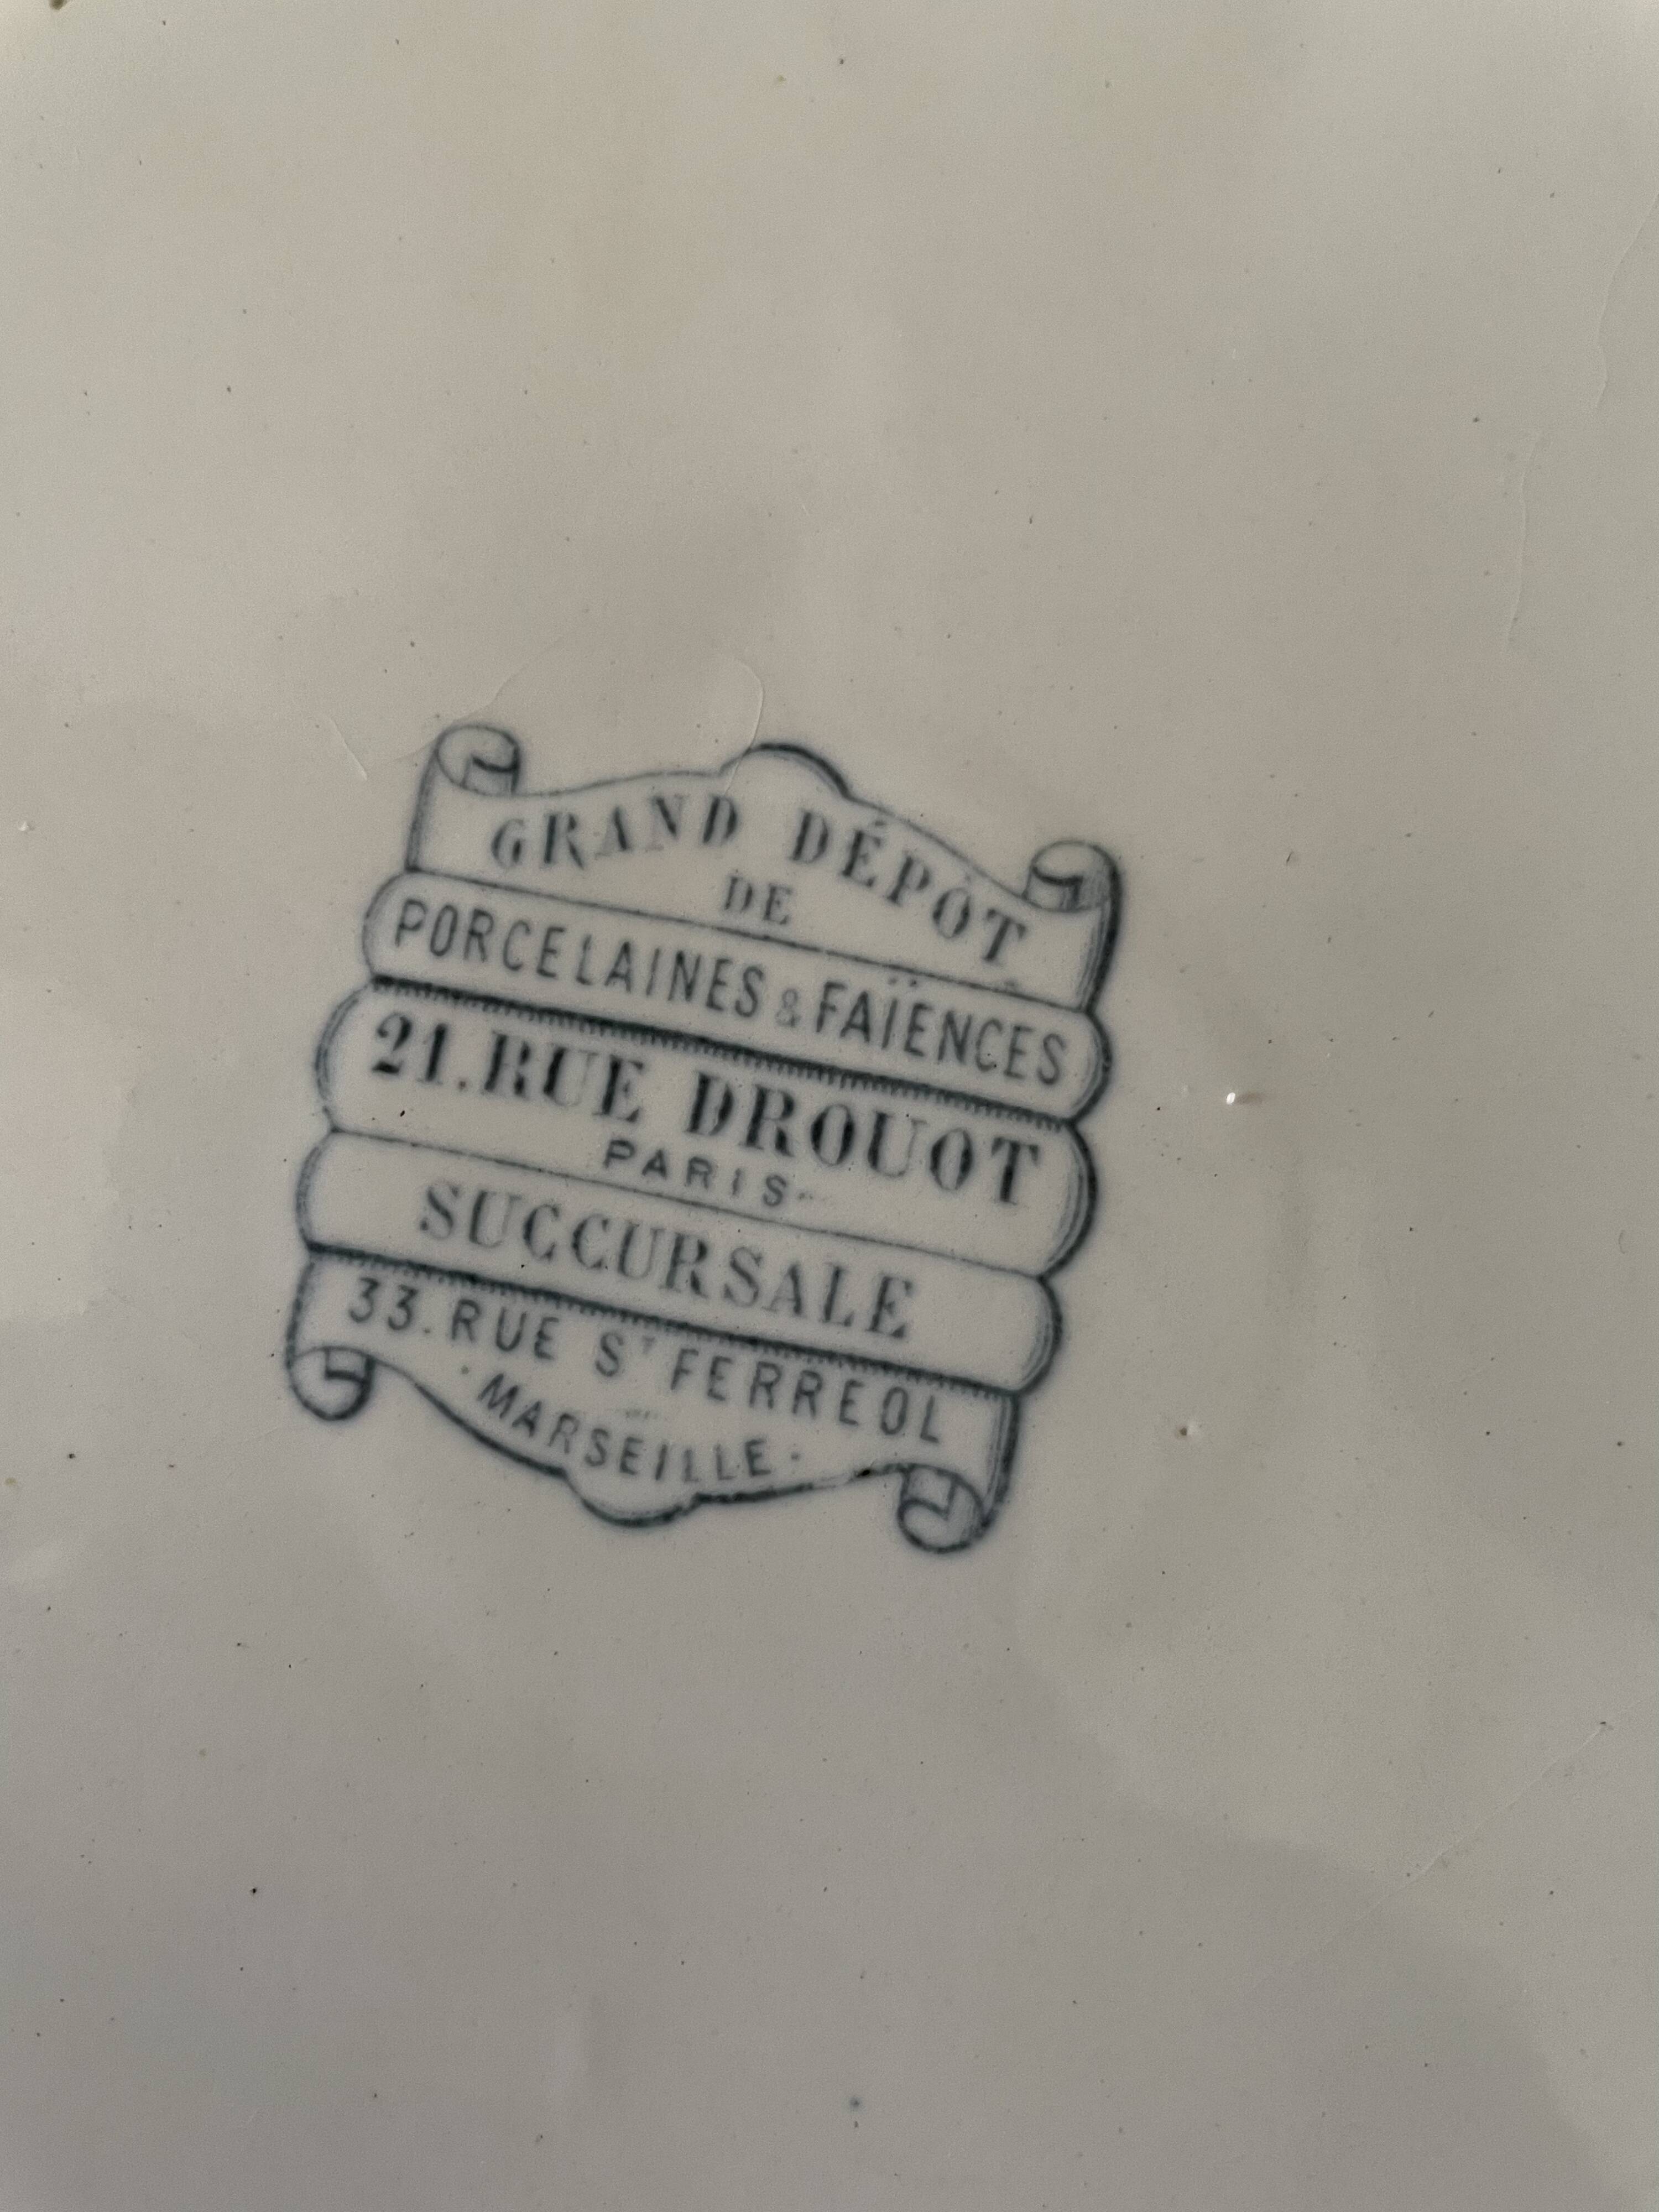 GRAND DÉPÔT
DE
PORCELAINES & FAÏENCES
21. RUE DROUOT
PARIS
SUCCURSALE
33. RUE ST FERREOL
· MARSEILLE ·